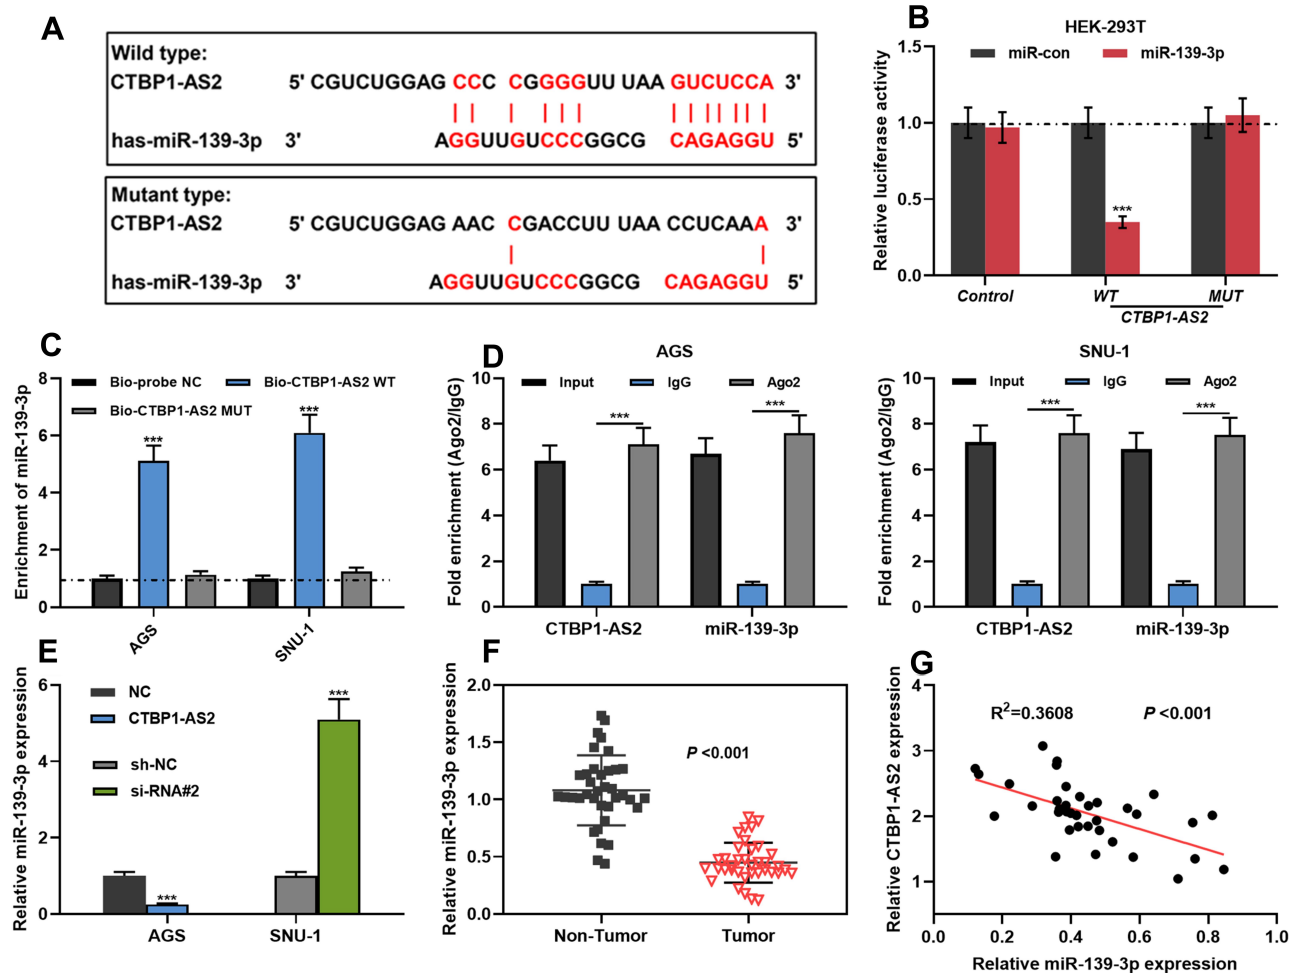 A
Wild type:
CTBP1-AS2 5' CGUCUGGAG CCC CGGGGUU UAA GUCUCCA 3'
has-miR-139-3p 3' AGGUUGUCCCGGCG CAGAGGU 5'
Mutant type:
CTBP1-AS2 5' CGUCUGGAG AAC CGACCUU UAA CCUCAAA 3'
has-miR-139-3p 3' AGGUUGUCCCGGCG CAGAGGU 5'
B
HEK-293T
miR-con miR-139-3p
Relative luciferase activity
1.5
1.0
0.5
0.0
***
Control WT MUT
CTBP1-AS2
C
Bio-probe NC Bio-CTBP1-AS2 WT
Bio-CTBP1-AS2 MUT
Enrichment of miR-139-3p
8
6
4
2
0
*** ***
AGS SNU-1
D
AGS
Input IgG Ago2
Fold enrichment (Ago2/IgG)
10
8
6
4
2
0
*** ***
CTBP1-AS2 miR-139-3p
SNU-1
Input IgG Ago2
Fold enrichment (Ago2/IgG)
10
8
6
4
2
0
*** ***
CTBP1-AS2 miR-139-3p
E
NC
CTBP1-AS2
sh-NC
si-RNA#2
Relative miR-139-3p expression
6
4
2
0
*** ***
AGS SNU-1
F
Relative miR-139-3p expression
2.0
1.5
1.0
0.5
0.0
P <0.001
Non-Tumor Tumor
G
Relative CTBP1-AS2 expression
4
3
2
1
R2=0.3608 P <0.001
0.0 0.2 0.4 0.6 0.8 1.0
Relative miR-139-3p expression